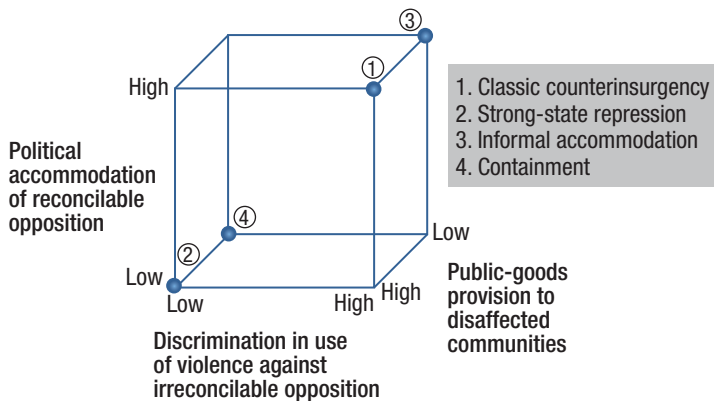 ③
①
High
1. Classic counterinsurgency
2. Strong-state repression
3. Informal accommodation
4. Containment
Political
accommodation
of reconcilable
opposition
④
②
Low
Low
Low
High
High
Public-goods
provision to
disaffected
communities
Discrimination in use
of violence against
irreconcilable opposition